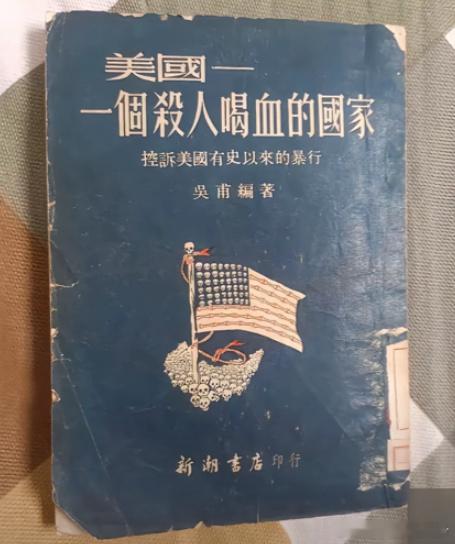 美國—
一個殺人喝血的國家
控訴美國有史以來的暴行
吳甫編著
新潮書店 印行